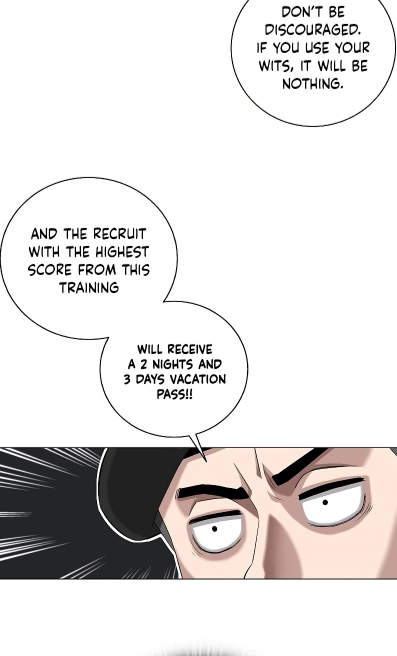 DON'T BE
DISCOURAGED.
IF YOU USE YOUR
WITS, IT WILL BE
NOTHING.
AND THE RECRUIT
WITH THE HIGHEST
SCORE FROM THIS
TRAINING
WILL RECEIVE
A 2 NIGHTS AND
3 DAYS VACATION
PASS!!